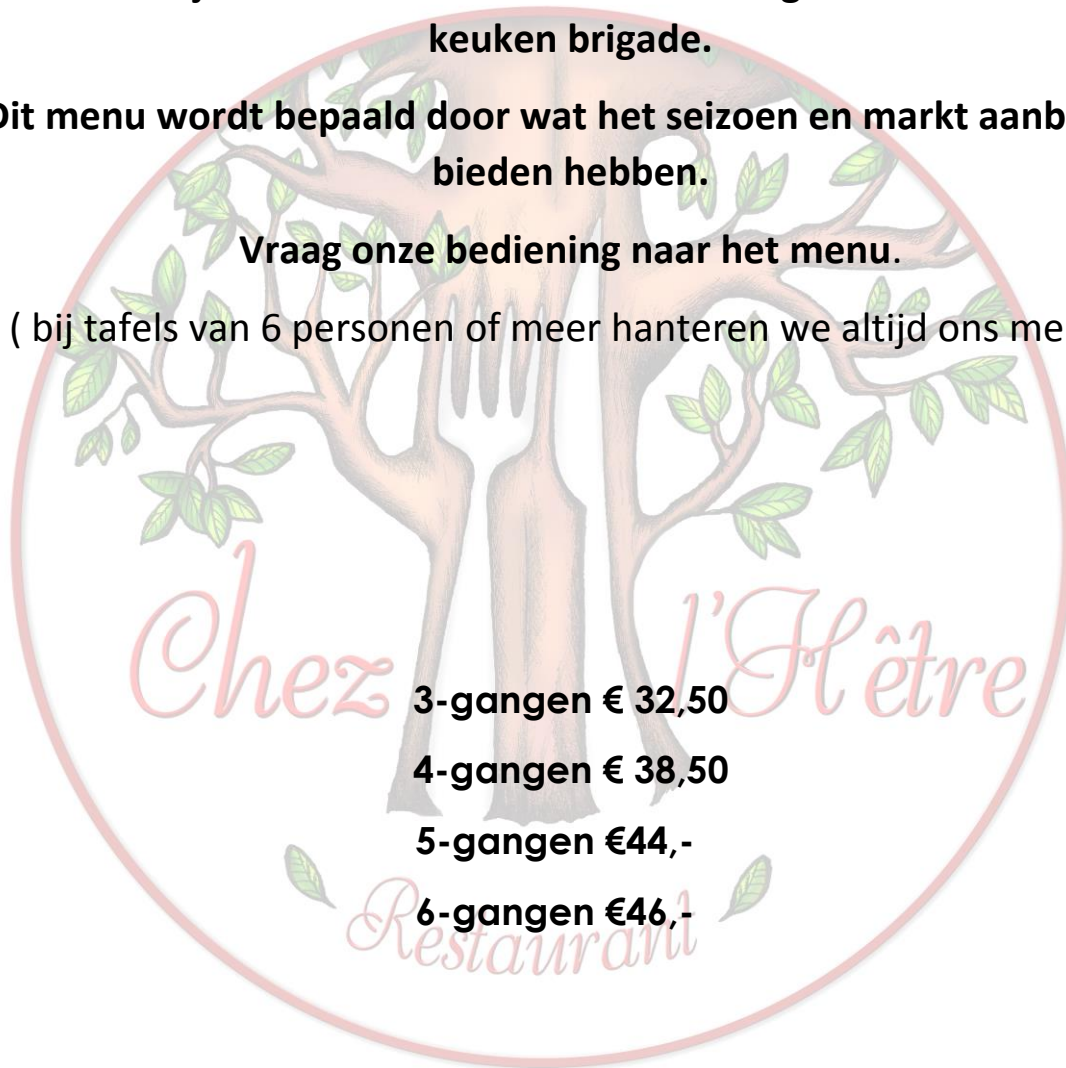 keuken brigade.
Dit menu wordt bepaald door wat het seizoen en markt
bieden hebben.
Vraag onze bediening naar het menu.
( bij tafels van 6 personen of meer hanteren we altijd ons
Chez l'Hêtre
3-gangen € 32,50
4-gangen € 38,50
5-gangen €44,-
6-gangen €46,-
Restaurant